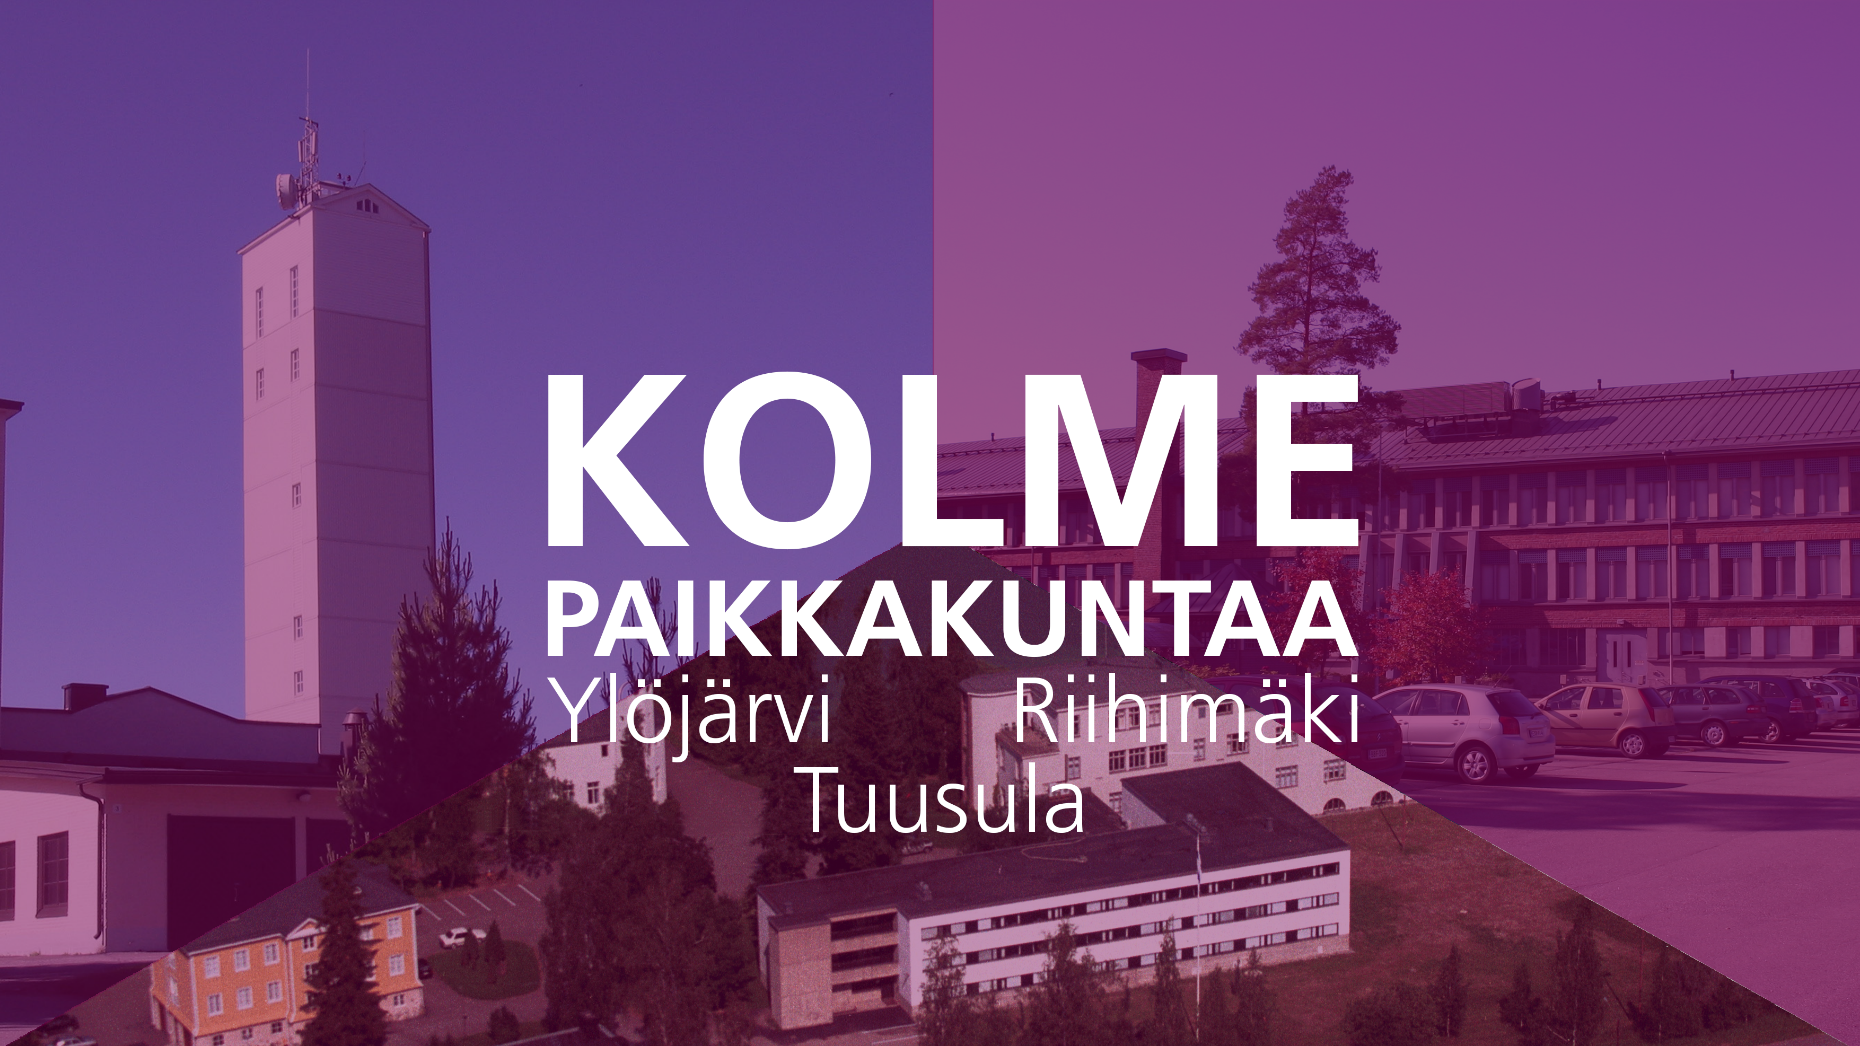 KOLME
PAIKKAKUNTAA
Ylöjärvi Riihimäki
Tuusula